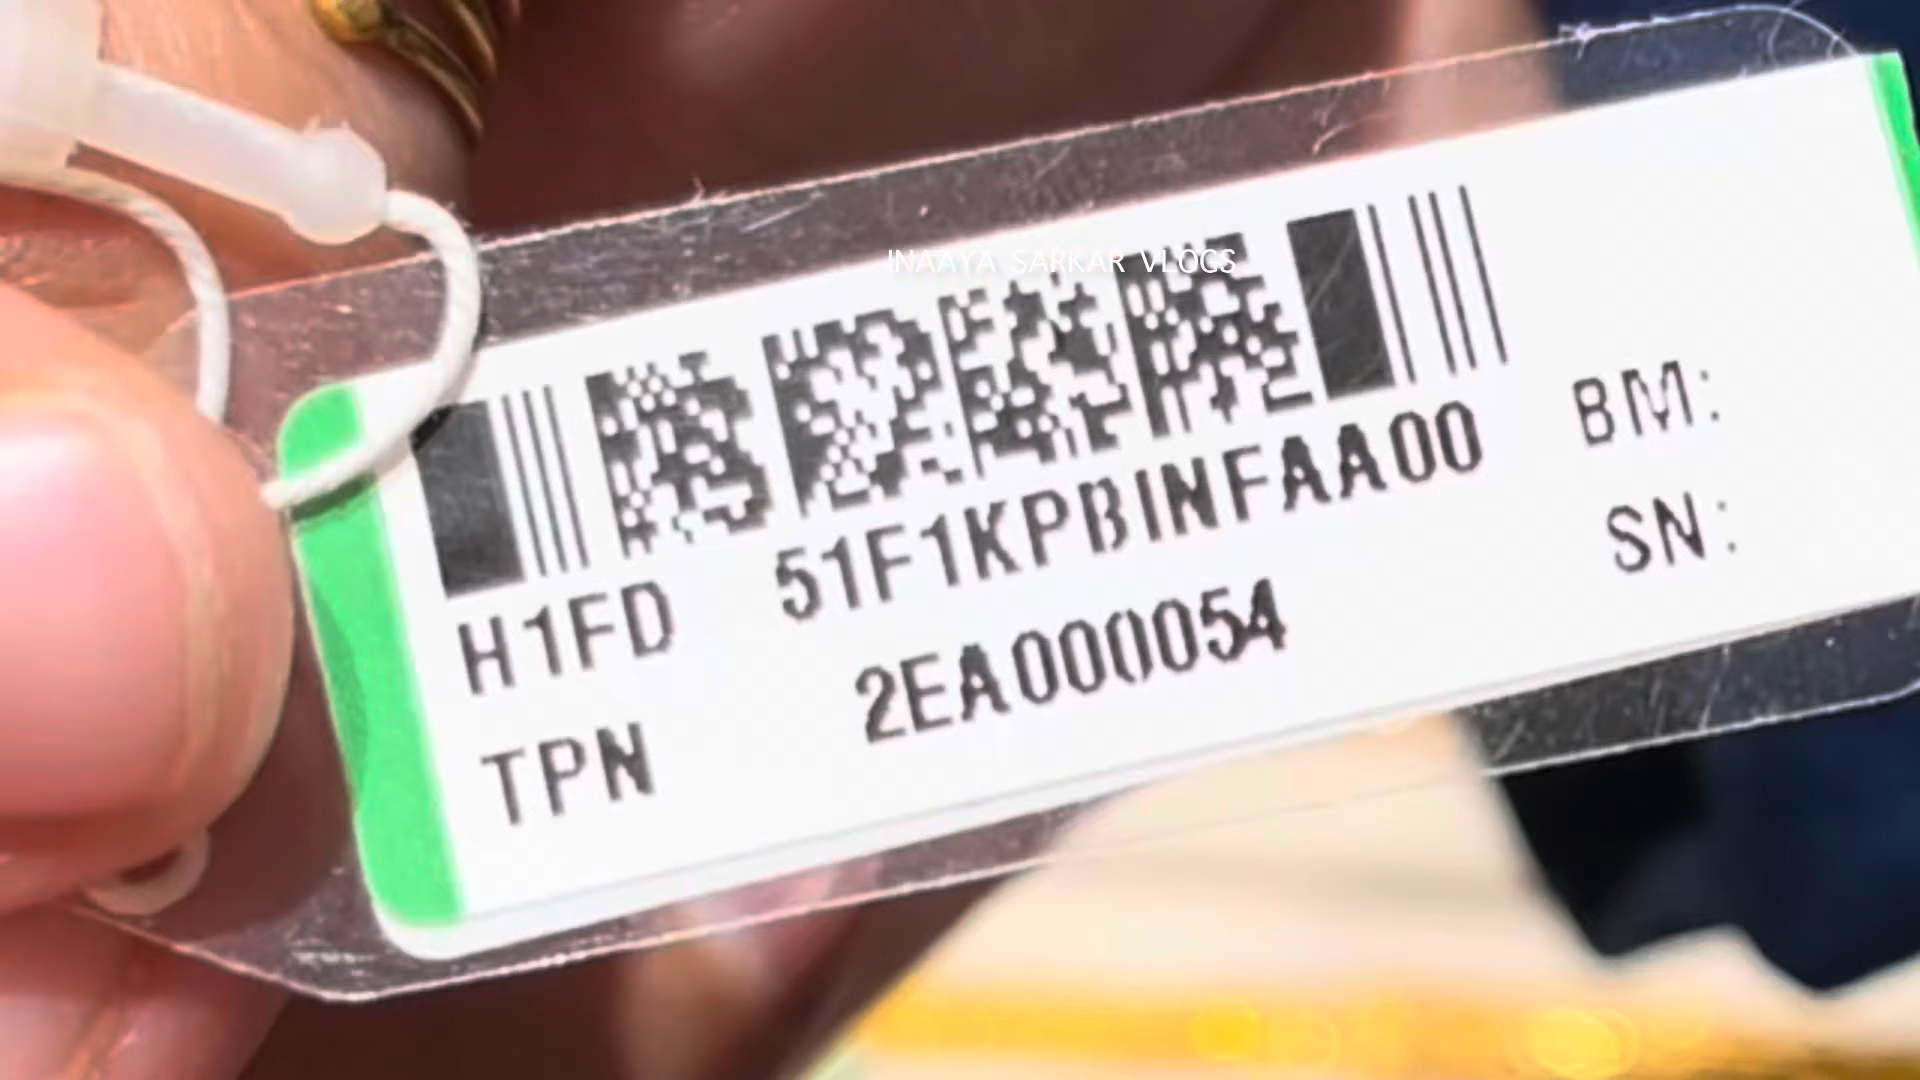 INAAYA SARKAR VLOGS
H1FD 51F1KPBINFAA00 BM:
TPN 2EA000054 SN: